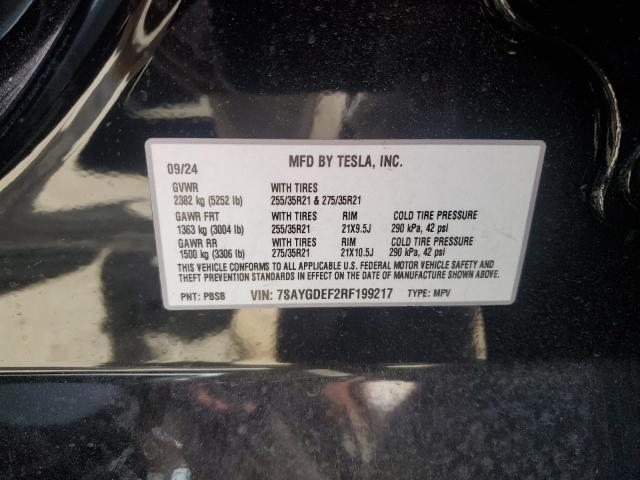 09/24 MFD BY TESLA, INC.
GVWR WITH TIRES
2382 kg (5252 lb) 255/35R21 & 275/35R21
GAWR FRT WITH TIRES RIM COLD TIRE PRESSURE
1363 kg (3004 lb) 255/35R21 21X9.5J 290 kPa, 42 psi
GAWR RR WITH TIRES RIM COLD TIRE PRESSURE
1500 kg (3306 lb) 275/35R21 21X10.5J 290 kPa, 42 psi
THIS VEHICLE CONFORMS TO ALL APPLICABLE U.S. FEDERAL MOTOR VEHICLE SAFETY AND
THEFT PREVENTION STANDARDS IN EFFECT ON THE DATE OF MANUFACTURE SHOWN ABOVE.
PNT: PBSB VIN: 7SAYGDEF2RF199217 TYPE: MPV